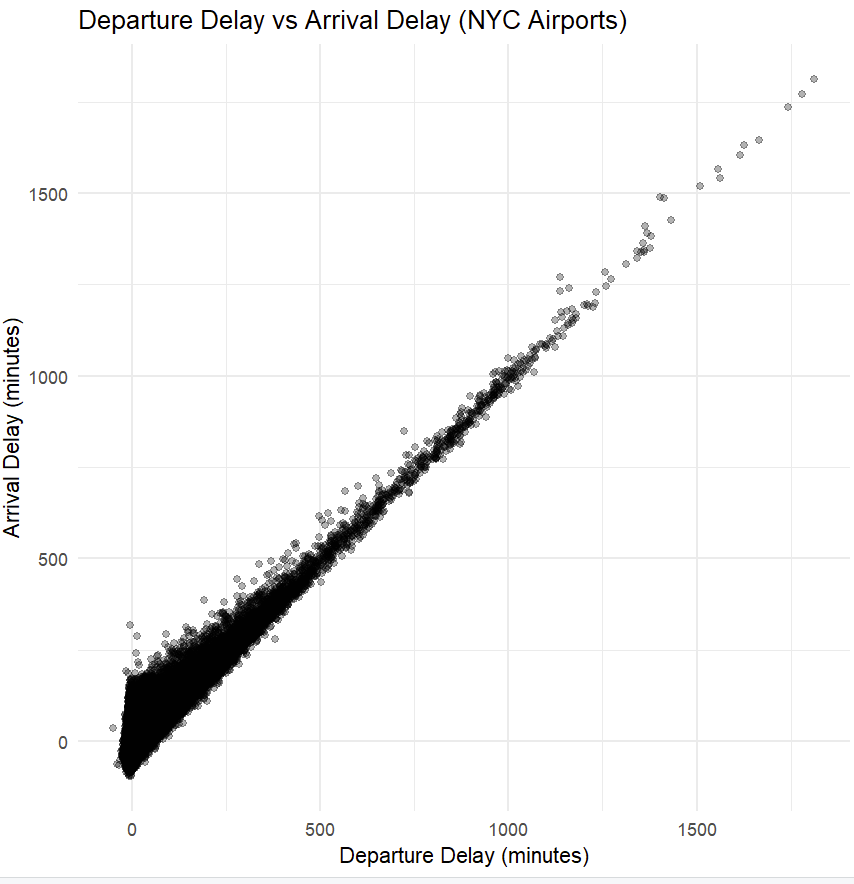 Departure Delay vs Arrival Delay (NYC Airports)
Arrival Delay (minutes)
1500
1000
500
0
0 500 1000 1500
Departure Delay (minutes)